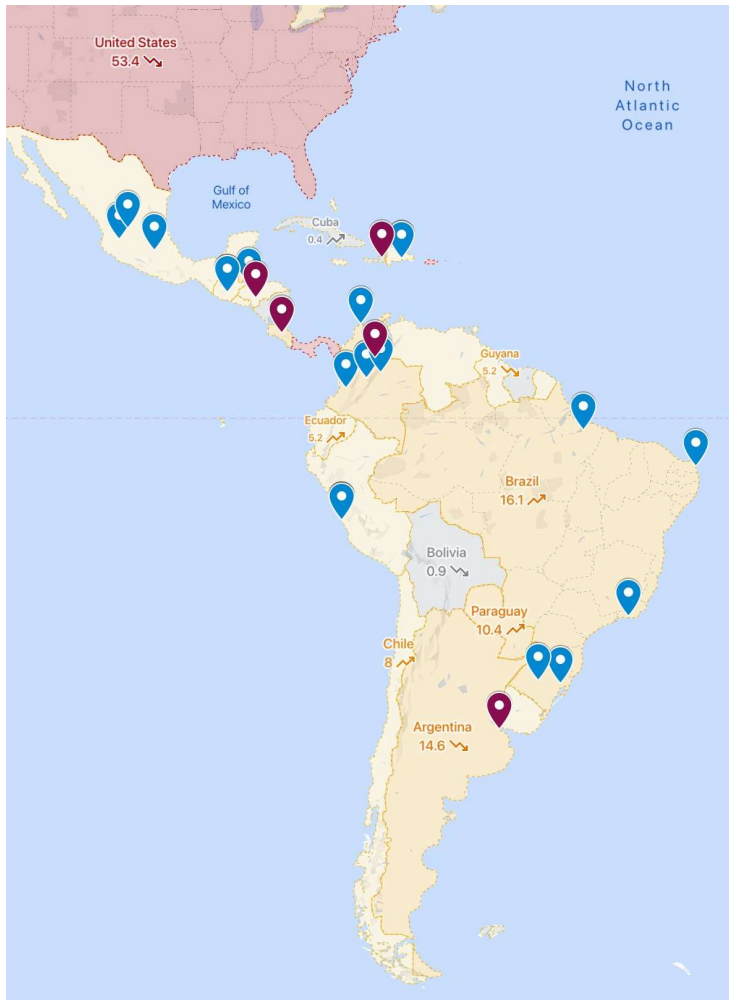 United States
53.4
North
Atlantic
Ocean
Gulf of
Mexico
Cuba
0.4
Guyana
5.2
Ecuador
5.2
Brazil
16.1
Bolivia
0.9
Paraguay
10.4
Chile
8
Argentina
14.6